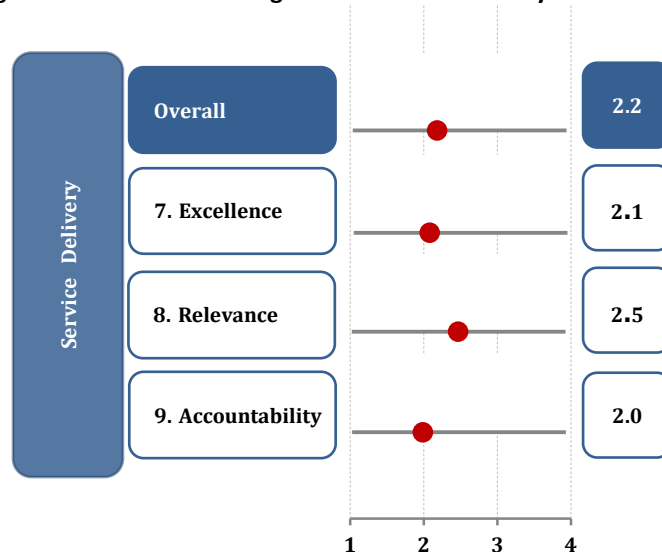 Service Delivery
Overall
2.2
7. Excellence
2.1
8. Relevance
2.5
9. Accountability
2.0
1 2 3 4